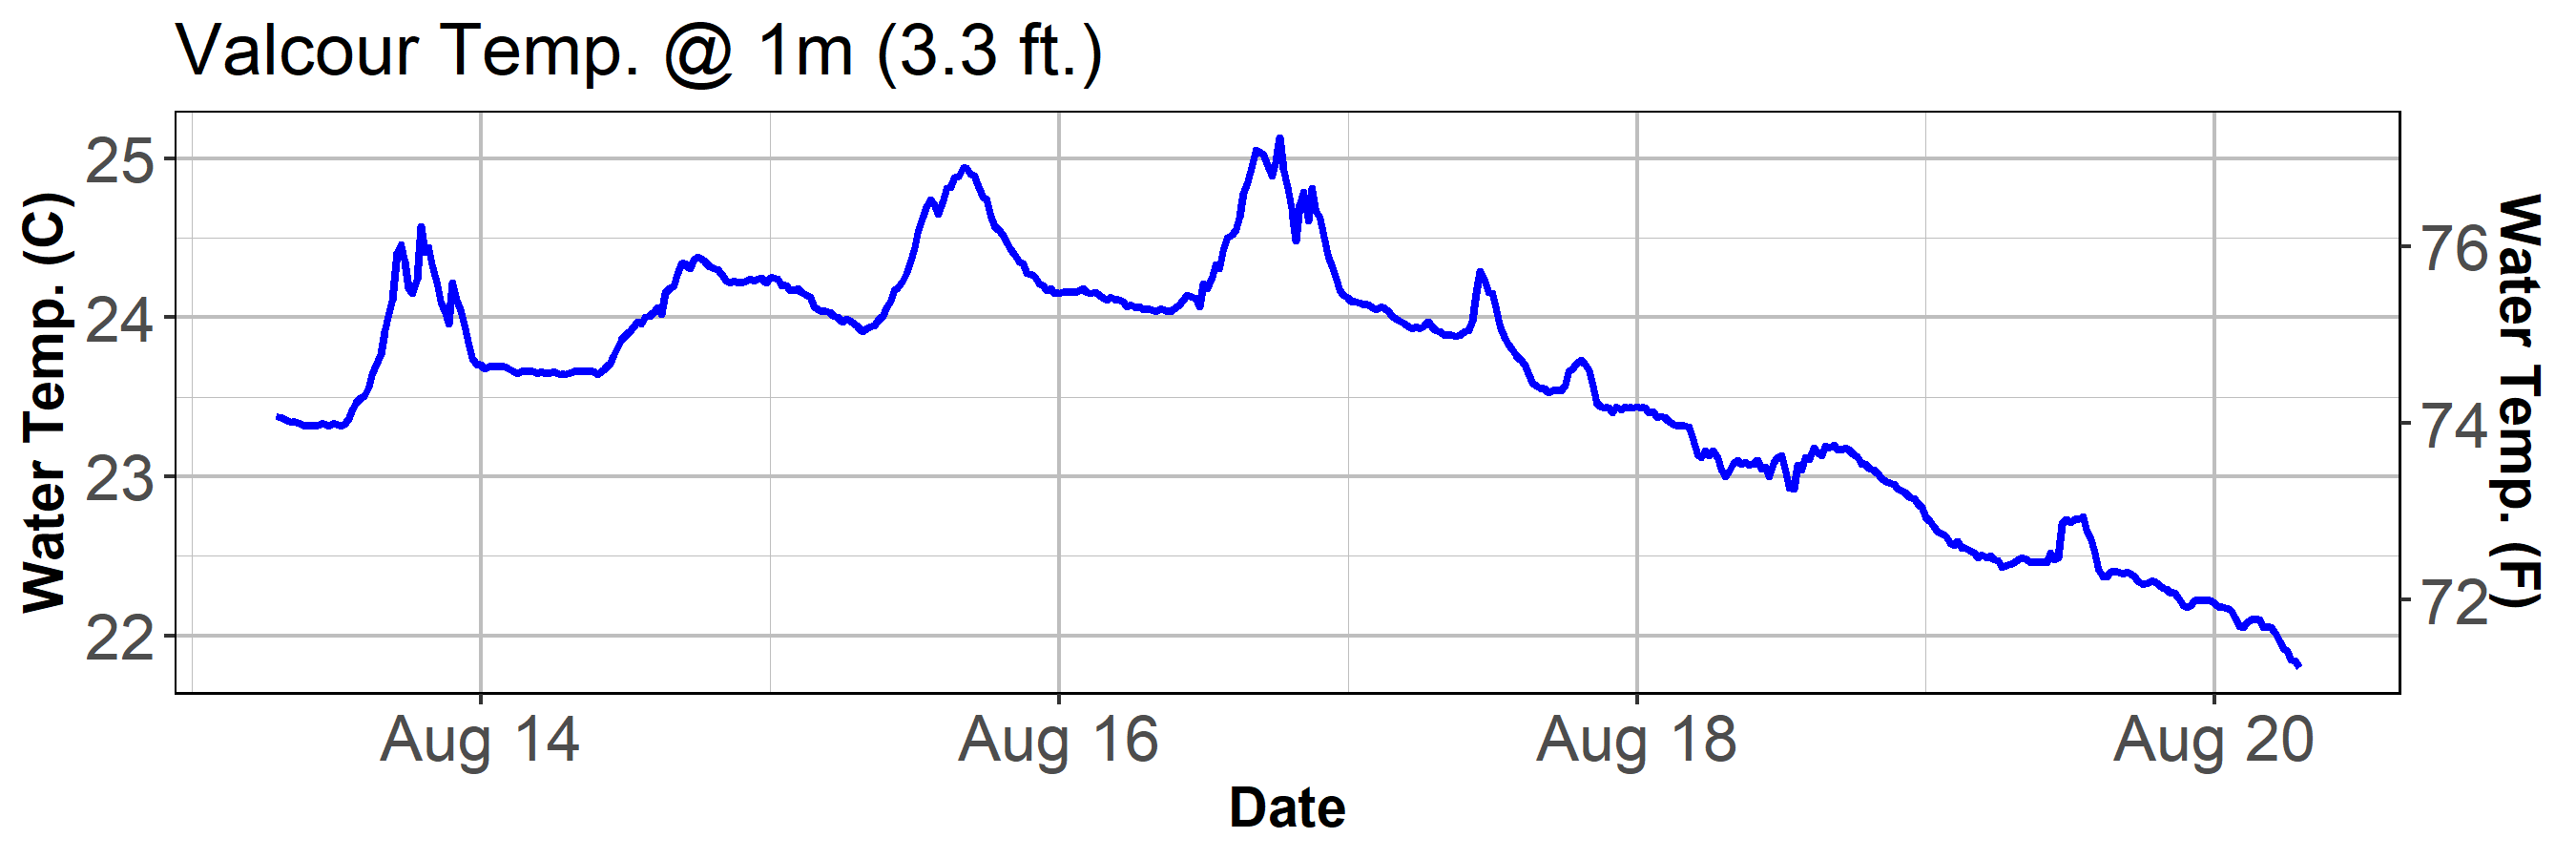 Valcour Temp. @ 1m (3.3 ft.)
Water Temp. (C)
25
24
23
22
76
74
72
Water Temp. (F)
Aug 14 Aug 16 Aug 18 Aug 20
Date